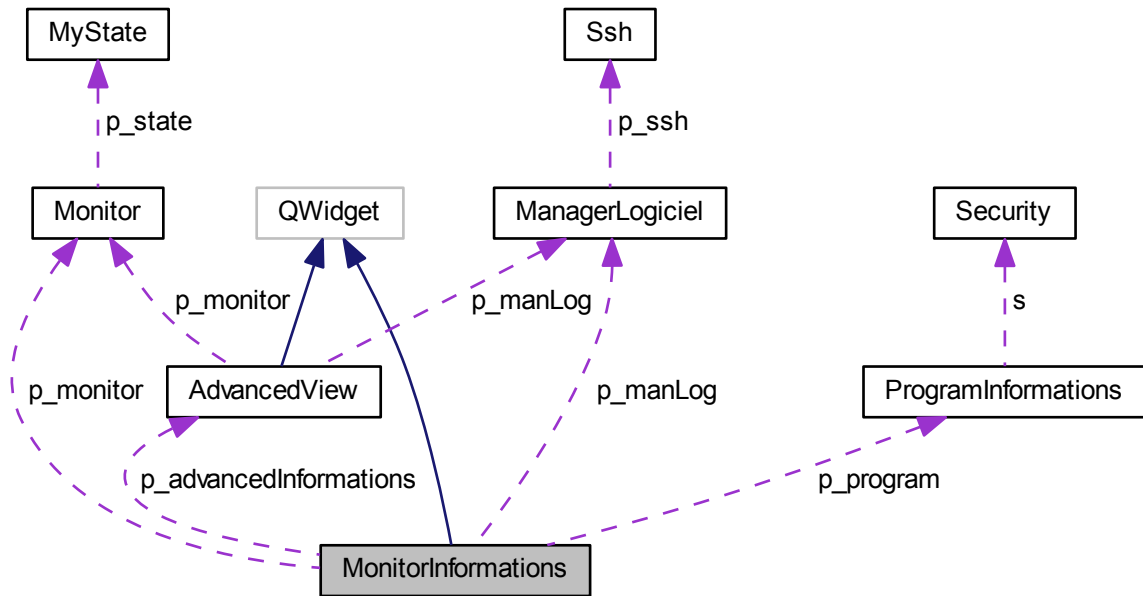 MyState
Ssh
p_state
p_ssh
Monitor
QWidget
ManagerLogiciel
Security
p_monitor
p_manLog
s
p_monitor
AdvancedView
p_manLog
ProgramInformations
p_advancedInformations
p_program
MonitorInformations